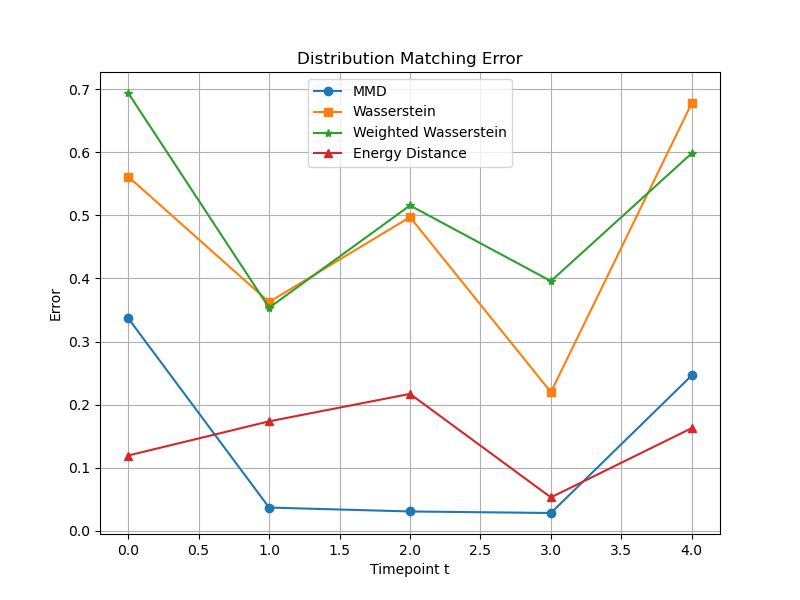 Distribution Matching Error
MMD
Wasserstein
Weighted Wasserstein
Energy Distance
0.7
0.6
0.5
0.4
0.3
0.2
0.1
0.0
Error
0.0 0.5 1.0 1.5 2.0 2.5 3.0 3.5 4.0
Timepoint t